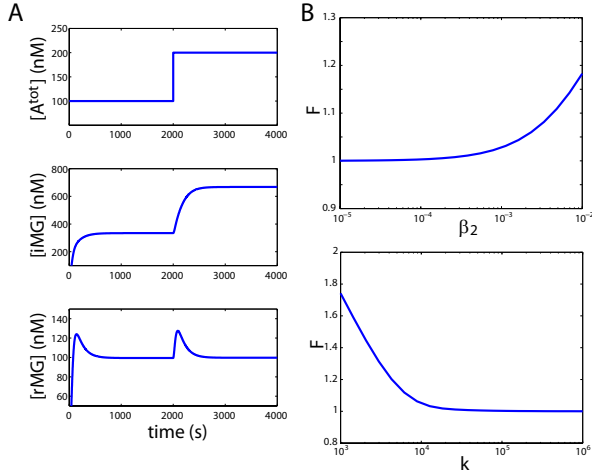 A
[A^tot] (nM)
250
200
150
100
0 1000 2000 3000 4000
[iMG] (nM)
800
600
400
200
0 1000 2000 3000 4000
[rMG] (nM)
140
120
100
80
60
0 1000 2000 3000 4000
time (s)
B
F
1.3
1.2
1.1
1
0.9
10^-5 10^-4 10^-3 10^-2
β₂
F
2
1.8
1.6
1.4
1.2
1
0.8
10^3 10^4 10^5 10^6
k